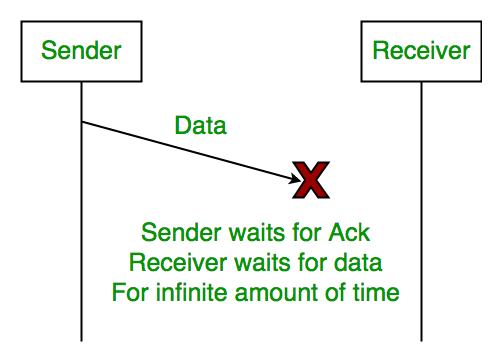 Sender
Receiver
Data
X
Sender waits for Ack
Receiver waits for data
For infinite amount of time